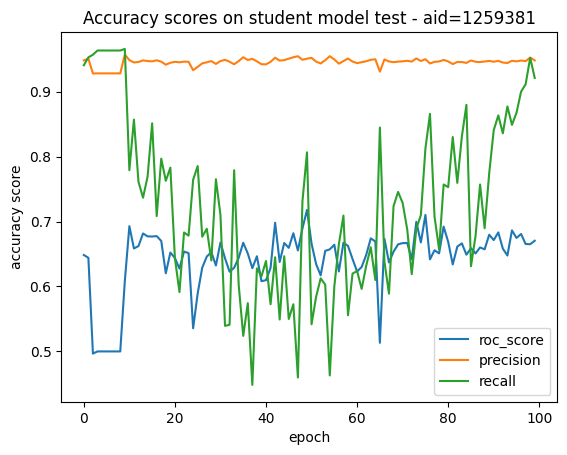 Accuracy scores on student model test - aid=1259381
accuracy score
0.9
0.8
0.7
0.6
0.5
0 20 40 60 80 100
epoch
roc_score
precision
recall